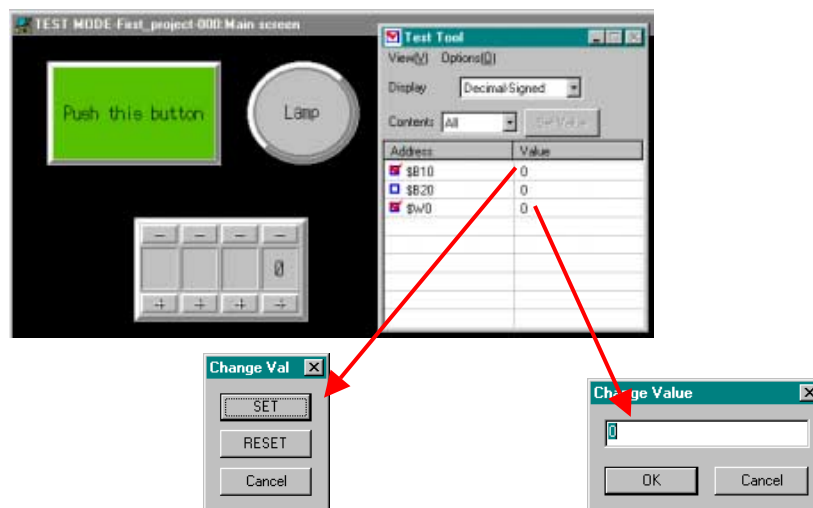 TEST MODE-First_project-000:Main screen
Push this button
Lamp
− − − −
0
+ + + +
Test Tool
View(V) Options(O)
Display Decimal-Signed
Contents All Set Value
Address Value
$B10 0
$B20 0
$W0 0
Change Val
SET
RESET
Cancel
Change Value
0
OK Cancel